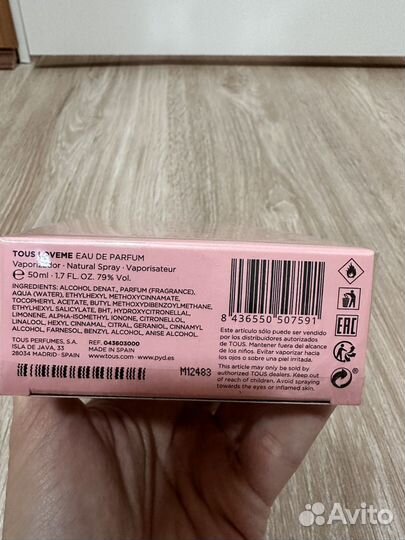 TOUS LOVEME EAU DE PARFUM
Vaporizador · Natural Spray · Vaporisateur
℮ 50ml · 1.7 FL. OZ. 79% Vol.
INGREDIENTS: ALCOHOL DENAT., PARFUM (FRAGRANCE),
AQUA (WATER), ETHYLHEXYL METHOXYCINNAMATE,
TOCOPHERYL ACETATE, BUTYL METHOXYDIBENZOYLMETHANE,
ETHYLHEXYL SALICYLATE, BHT, HYDROXYCITRONELLAL,
LIMONENE, ALPHA-ISOMETHYL IONONE, CITRONELLOL,
LINALOOL, HEXYL CINNAMAL, CITRAL, GERANIOL, CINNAMYL
ALCOHOL, FARNESOL, BENZYL ALCOHOL, ANISE ALCOHOL.
TOUS PERFUMES, S.A. REF. 043603000
ISLA DE JAVA, 33 MADE IN SPAIN
28034 MADRID · SPAIN www.pyd.es
M12483
8 436550 507591
Este artículo sólo puede ser vendido
por los distribuidores autorizados
de TOUS. Mantener fuera del alcance
de los niños. Evitar vaporizar hacia
los ojos o sobre una piel irritada.
This article may only be sold by
authorized TOUS dealers. Keep out of
reach of children. Avoid spraying towards
the eyes or inflamed skin.
EAC
Avito